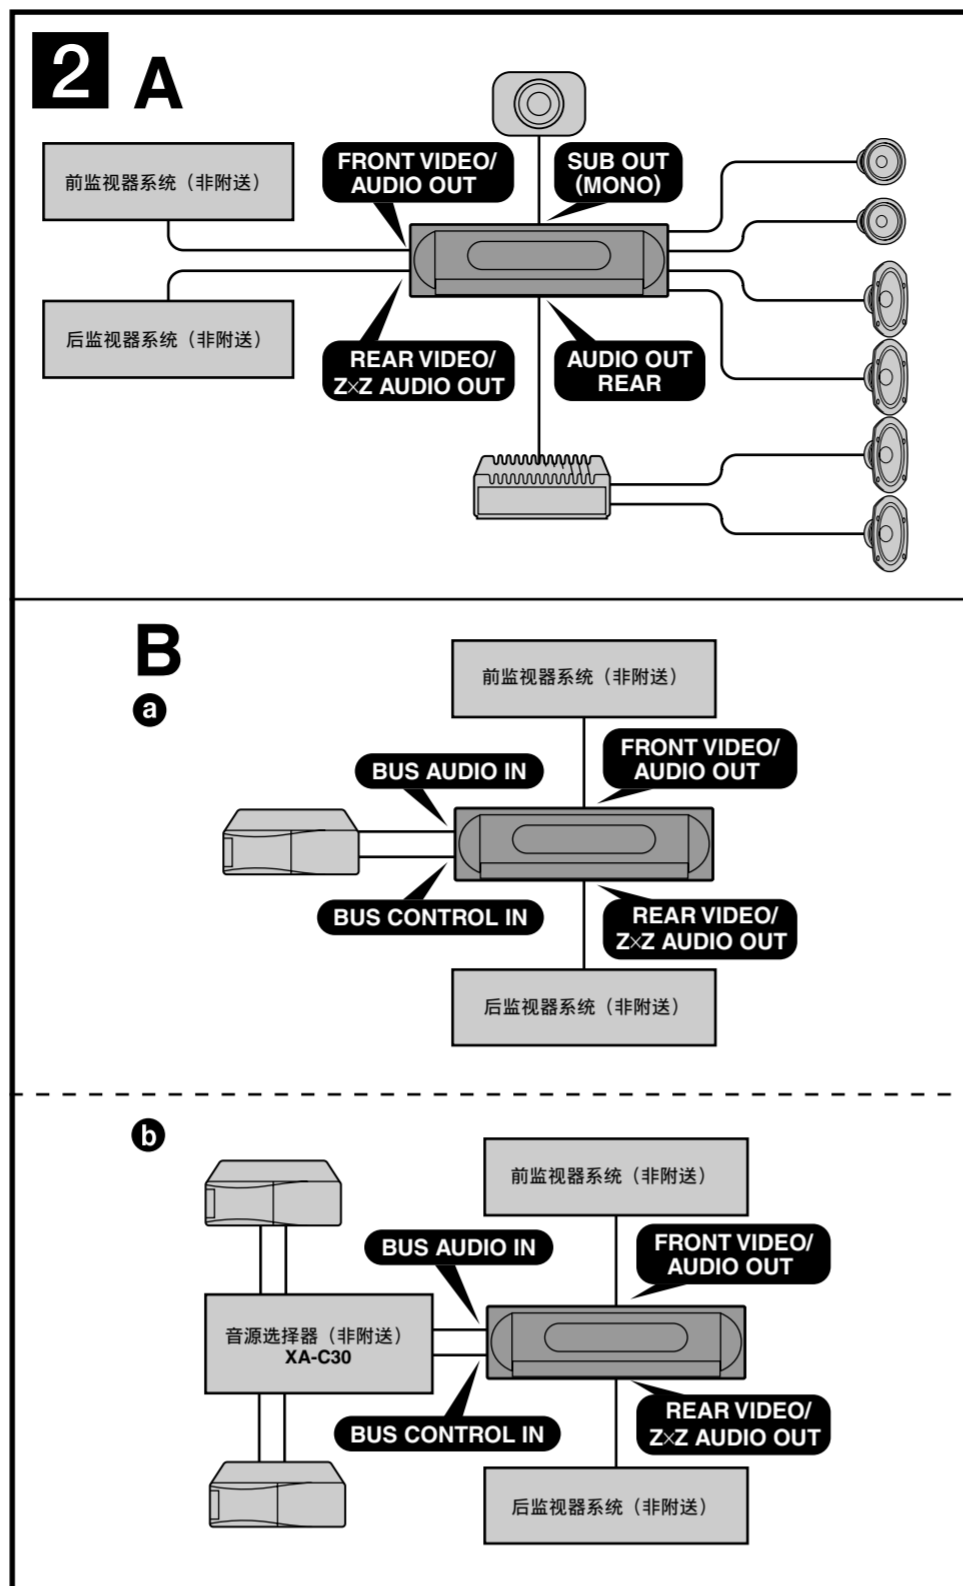 2 A
FRONT VIDEO/
AUDIO OUT
SUB OUT
(MONO)
前监视器系统（非附送）
后监视器系统（非附送）
REAR VIDEO/
Z×Z AUDIO OUT
AUDIO OUT
REAR
B
a
前监视器系统（非附送）
FRONT VIDEO/
AUDIO OUT
BUS AUDIO IN
BUS CONTROL IN
REAR VIDEO/
Z×Z AUDIO OUT
后监视器系统（非附送）
b
前监视器系统（非附送）
BUS AUDIO IN
FRONT VIDEO/
AUDIO OUT
音源选择器（非附送）
XA-C30
BUS CONTROL IN
REAR VIDEO/
Z×Z AUDIO OUT
后监视器系统（非附送）